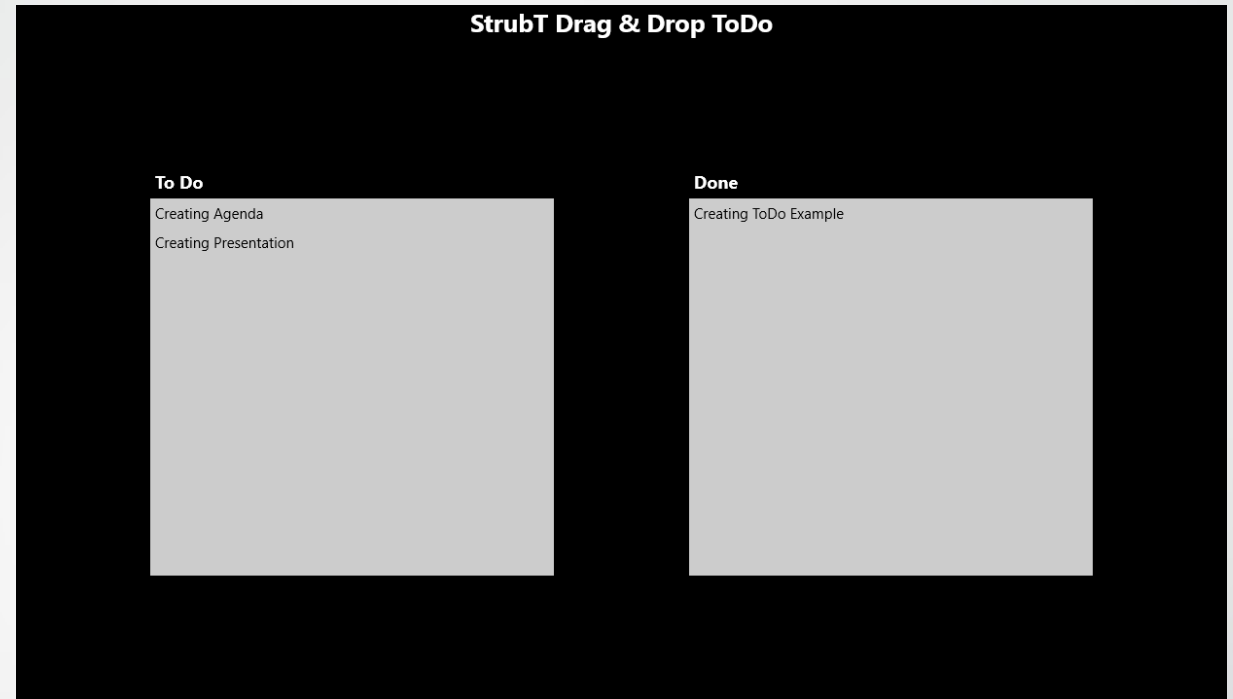 StrubT Drag & Drop ToDo
To Do
Creating Agenda
Creating Presentation
Done
Creating ToDo Example